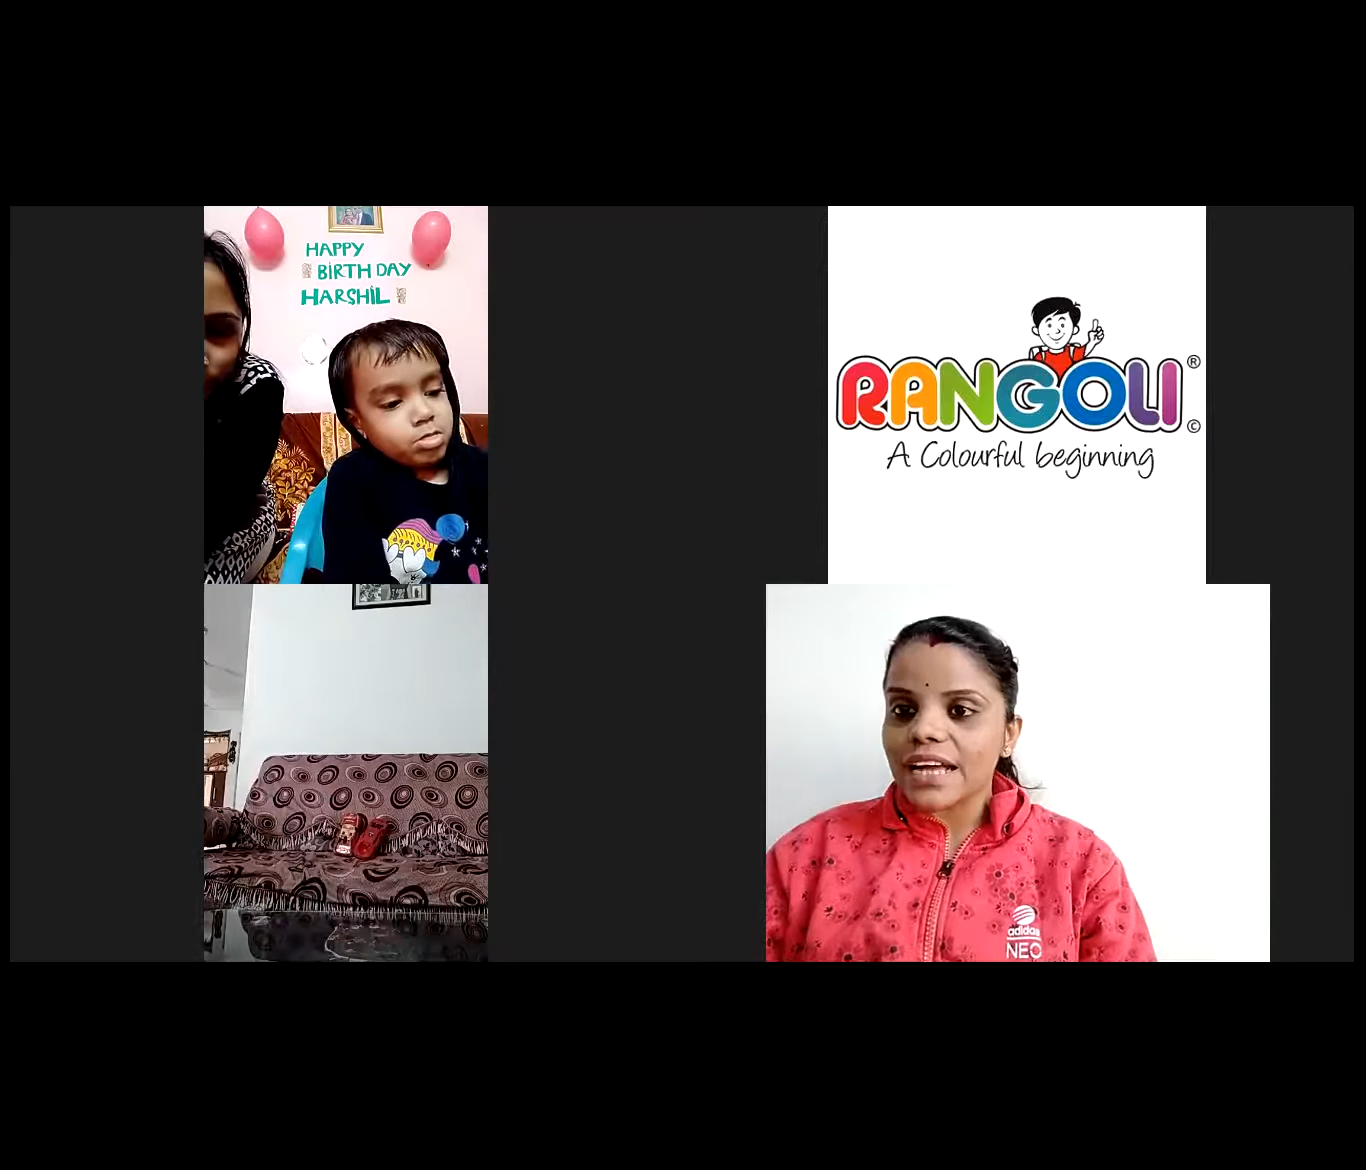 HAPPY
BIRTH DAY
HARSHIL
RANGOLI ®
©
A Colourful beginning
adidas
NEO